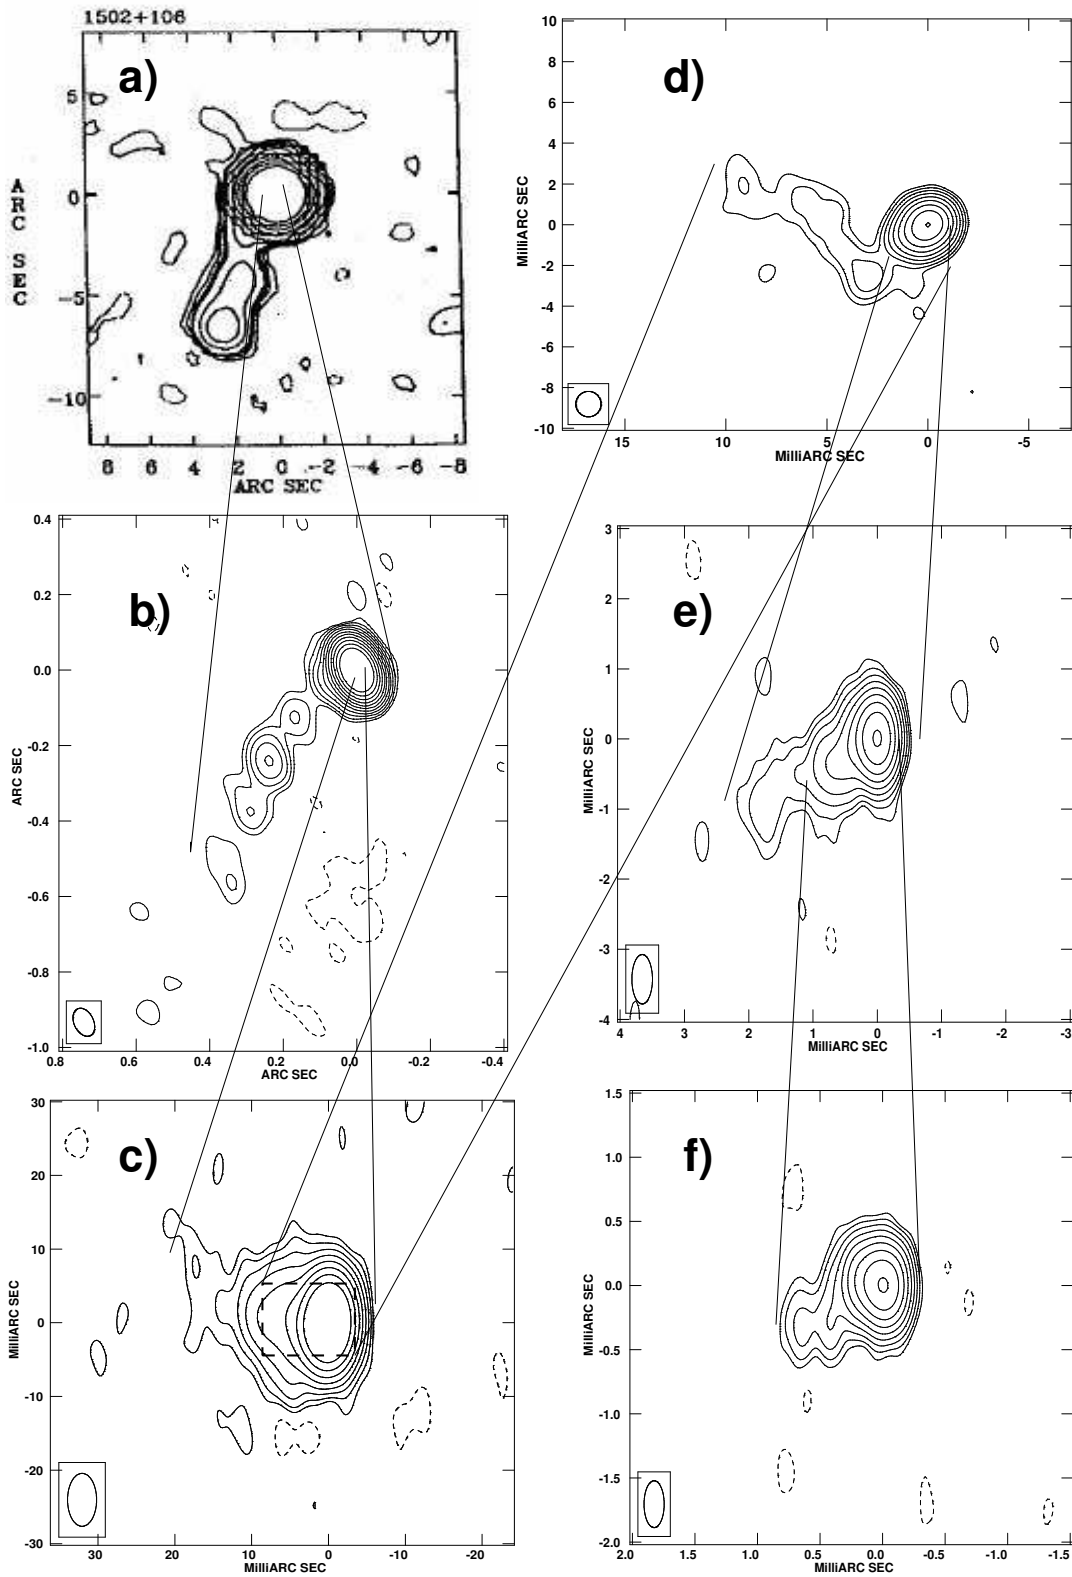 1502+106
a)
5
0
-5
-10
ARC SEC
8 6 4 2 0 -2 -4 -6 -8
ARC SEC
d)
10
8
6
4
2
0
-2
-4
-6
-8
-10
MilliARC SEC
15 10 5 0 -5
MilliARC SEC
b)
0.4
0.2
0.0
-0.2
-0.4
-0.6
-0.8
-1.0
ARC SEC
0.8 0.6 0.4 0.2 0.0 -0.2 -0.4
ARC SEC
e)
3
2
1
0
-1
-2
-3
-4
MilliARC SEC
4 3 2 1 0 -1 -2 -3
MilliARC SEC
c)
30
20
10
0
-10
-20
-30
MilliARC SEC
30 20 10 0 -10 -20
MilliARC SEC
f)
1.5
1.0
0.5
0.0
-0.5
-1.0
-1.5
-2.0
MilliARC SEC
2.0 1.5 1.0 0.5 0.0 -0.5 -1.0 -1.5
MilliARC SEC